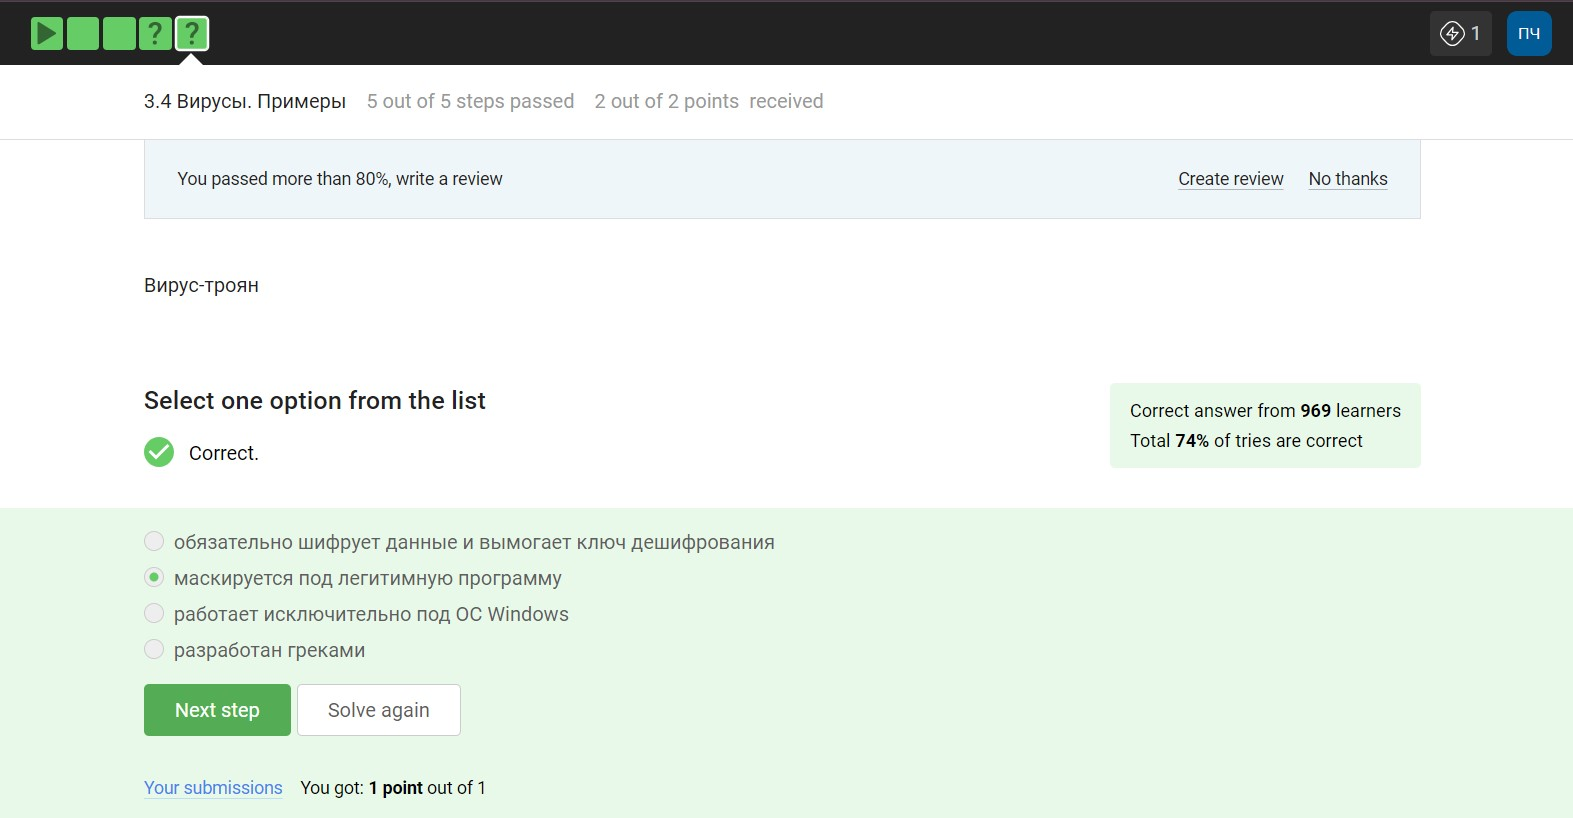 ? ? 1 ПЧ
3.4 Вирусы. Примеры 5 out of 5 steps passed 2 out of 2 points received
You passed more than 80%, write a review Create review No thanks
Вирус-троян
Select one option from the list
Correct answer from 969 learners
Total 74% of tries are correct
Correct.
обязательно шифрует данные и вымогает ключ дешифрования
маскируется под легитимную программу
работает исключительно под ОС Windows
разработан греками
Next step Solve again
Your submissions You got: 1 point out of 1